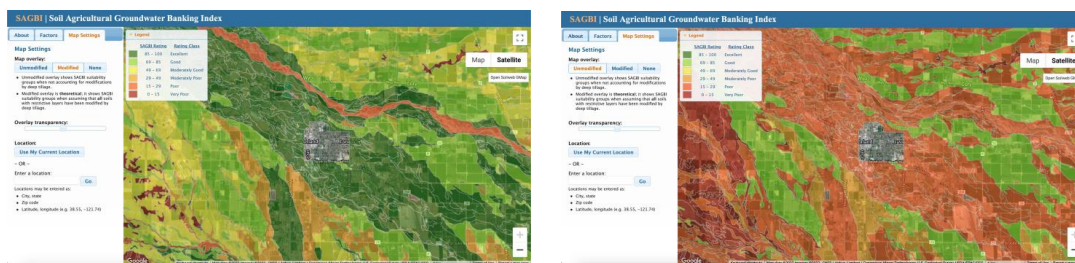 SAGBI | Soil Agricultural Groundwater Banking Index
About Factors Map Settings
Map Settings
Map overlay:
Unmodified Modified None
• Unmodified overlay shows SAGBI suitability
groups when not accounting for modifications
by deep tillage.
• Modified overlay is theoretical: it shows SAGBI
suitability groups when assuming that all soils
with restrictive layers have been modified by
deep tillage.
Overlay transparency:
Location:
Use My Current Location
– OR –
Enter a location:
Go
Locations may be entered as:
• City, state
• Zip code
• Latitude, longitude (e.g. 38.55, -121.74)
Legend
SAGBI Rating Rating Class
85 - 100 Excellent
69 - 85 Good
49 - 69 Moderately Good
29 - 49 Moderately Poor
15 - 29 Poor
0 - 15 Very Poor
Map Satellite
Open SoilWeb GMap
Google
SAGBI | Soil Agricultural Groundwater Banking Index
About Factors Map Settings
Map Settings
Map overlay:
Unmodified Modified None
• Unmodified overlay shows SAGBI suitability
groups when not accounting for modifications
by deep tillage.
• Modified overlay is theoretical: it shows SAGBI
suitability groups when assuming that all soils
with restrictive layers have been modified by
deep tillage.
Overlay transparency:
Location:
Use My Current Location
– OR –
Enter a location:
Go
Locations may be entered as:
• City, state
• Zip code
• Latitude, longitude (e.g. 38.55, -121.74)
Legend
SAGBI Rating Rating Class
85 - 100 Excellent
69 - 85 Good
49 - 69 Moderately Good
29 - 49 Moderately Poor
15 - 29 Poor
0 - 15 Very Poor
Map Satellite
Open SoilWeb GM
Google